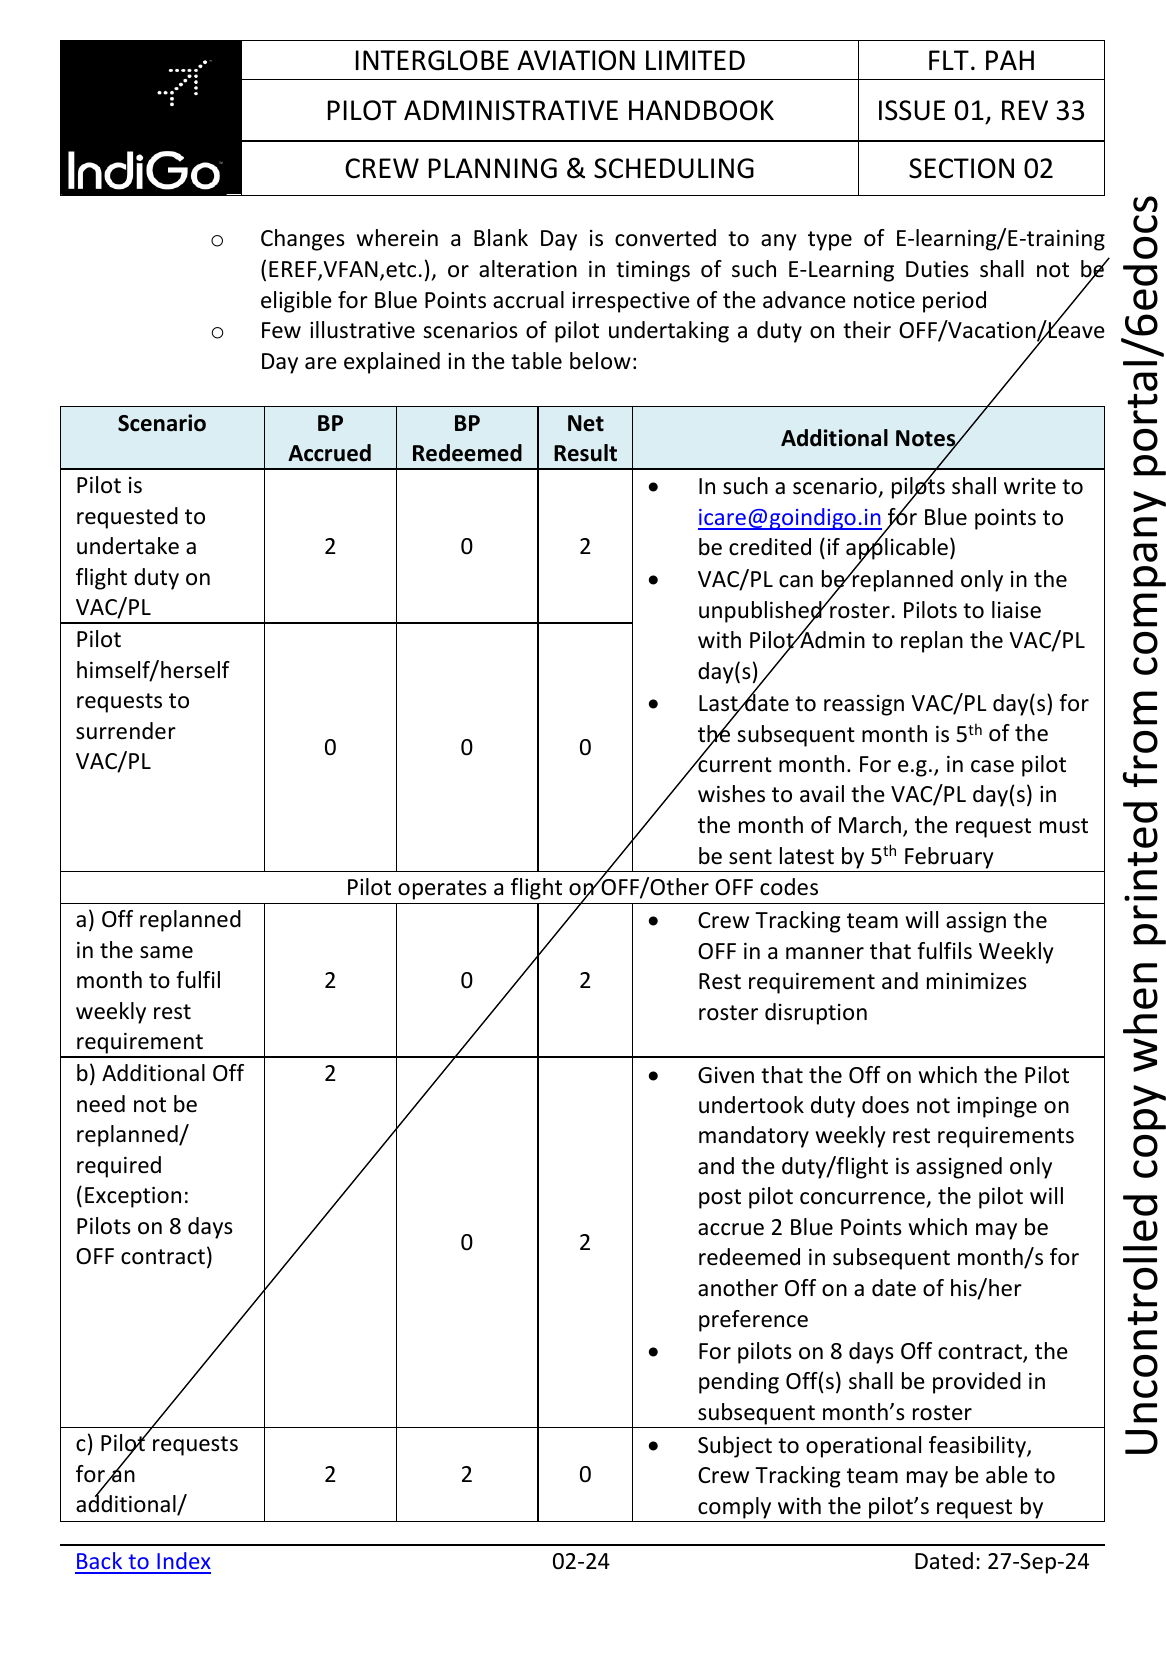 INTERGLOBE AVIATION LIMITED
FLT. PAH
PILOT ADMINISTRATIVE HANDBOOK
ISSUE 01, REV 33
IndiGo
CREW PLANNING & SCHEDULING
SECTION 02
o Changes wherein a Blank Day is converted to any type of E-learning/E-training
(EREF,VFAN,etc.), or alteration in timings of such E-Learning Duties shall not be
eligible for Blue Points accrual irrespective of the advance notice period
o Few illustrative scenarios of pilot undertaking a duty on their OFF/Vacation/Leave
Day are explained in the table below:
Scenario
BP
Accrued
BP
Redeemed
Net
Result
Additional Notes
Pilot is
requested to
undertake a
flight duty on
VAC/PL
2
0
2
• In such a scenario, pilots shall write to
icare@goindigo.in for Blue points to
be credited (if applicable)
• VAC/PL can be replanned only in the
unpublished roster. Pilots to liaise
with Pilot Admin to replan the VAC/PL
day(s)
• Last date to reassign VAC/PL day(s) for
the subsequent month is 5th of the
current month. For e.g., in case pilot
wishes to avail the VAC/PL day(s) in
the month of March, the request must
be sent latest by 5th February
Pilot
himself/herself
requests to
surrender
VAC/PL
0
0
0
Pilot operates a flight on OFF/Other OFF codes
a) Off replanned
in the same
month to fulfil
weekly rest
requirement
2
0
2
• Crew Tracking team will assign the
OFF in a manner that fulfils Weekly
Rest requirement and minimizes
roster disruption
b) Additional Off
need not be
replanned/
required
(Exception:
Pilots on 8 days
OFF contract)
2
0
2
• Given that the Off on which the Pilot
undertook duty does not impinge on
mandatory weekly rest requirements
and the duty/flight is assigned only
post pilot concurrence, the pilot will
accrue 2 Blue Points which may be
redeemed in subsequent month/s for
another Off on a date of his/her
preference
• For pilots on 8 days Off contract, the
pending Off(s) shall be provided in
subsequent month’s roster
c) Pilot requests
for an
additional/
2
2
0
• Subject to operational feasibility,
Crew Tracking team may be able to
comply with the pilot’s request by
Back to Index
02-24
Dated: 27-Sep-24
Uncontrolled copy when printed from company portal/6edocs